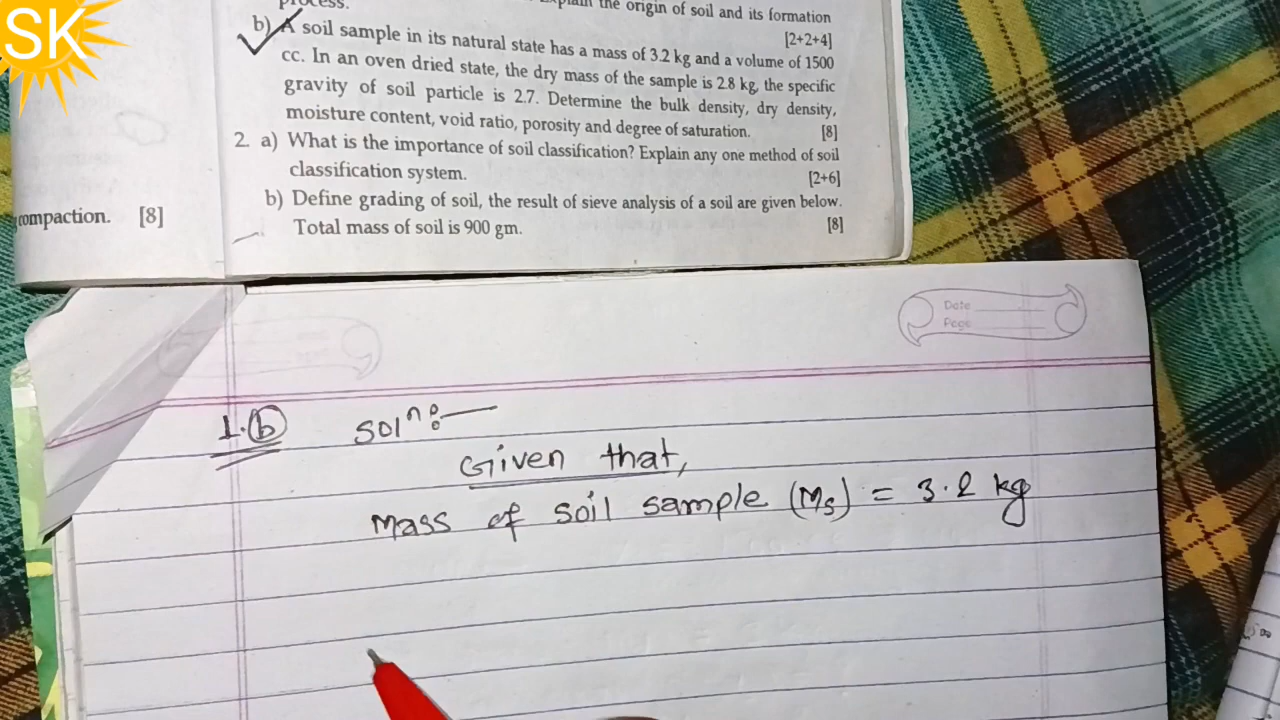 SK
process.
the origin of soil and its formation
[2+2+4]
b) A soil sample in its natural state has a mass of 3.2 kg and a volume of 1500
cc. In an oven dried state, the dry mass of the sample is 2.8 kg, the specific
gravity of soil particle is 2.7. Determine the bulk density, dry density,
moisture content, void ratio, porosity and degree of saturation. [8]
2. a) What is the importance of soil classification? Explain any one method of soil
classification system. [2+6]
b) Define grading of soil, the result of sieve analysis of a soil are given below.
Total mass of soil is 900 gm. [8]
compaction. [8]
Date
Page
1.(b) Soln:-
Given that,
Mass of soil sample (Ms) = 3.2 kg